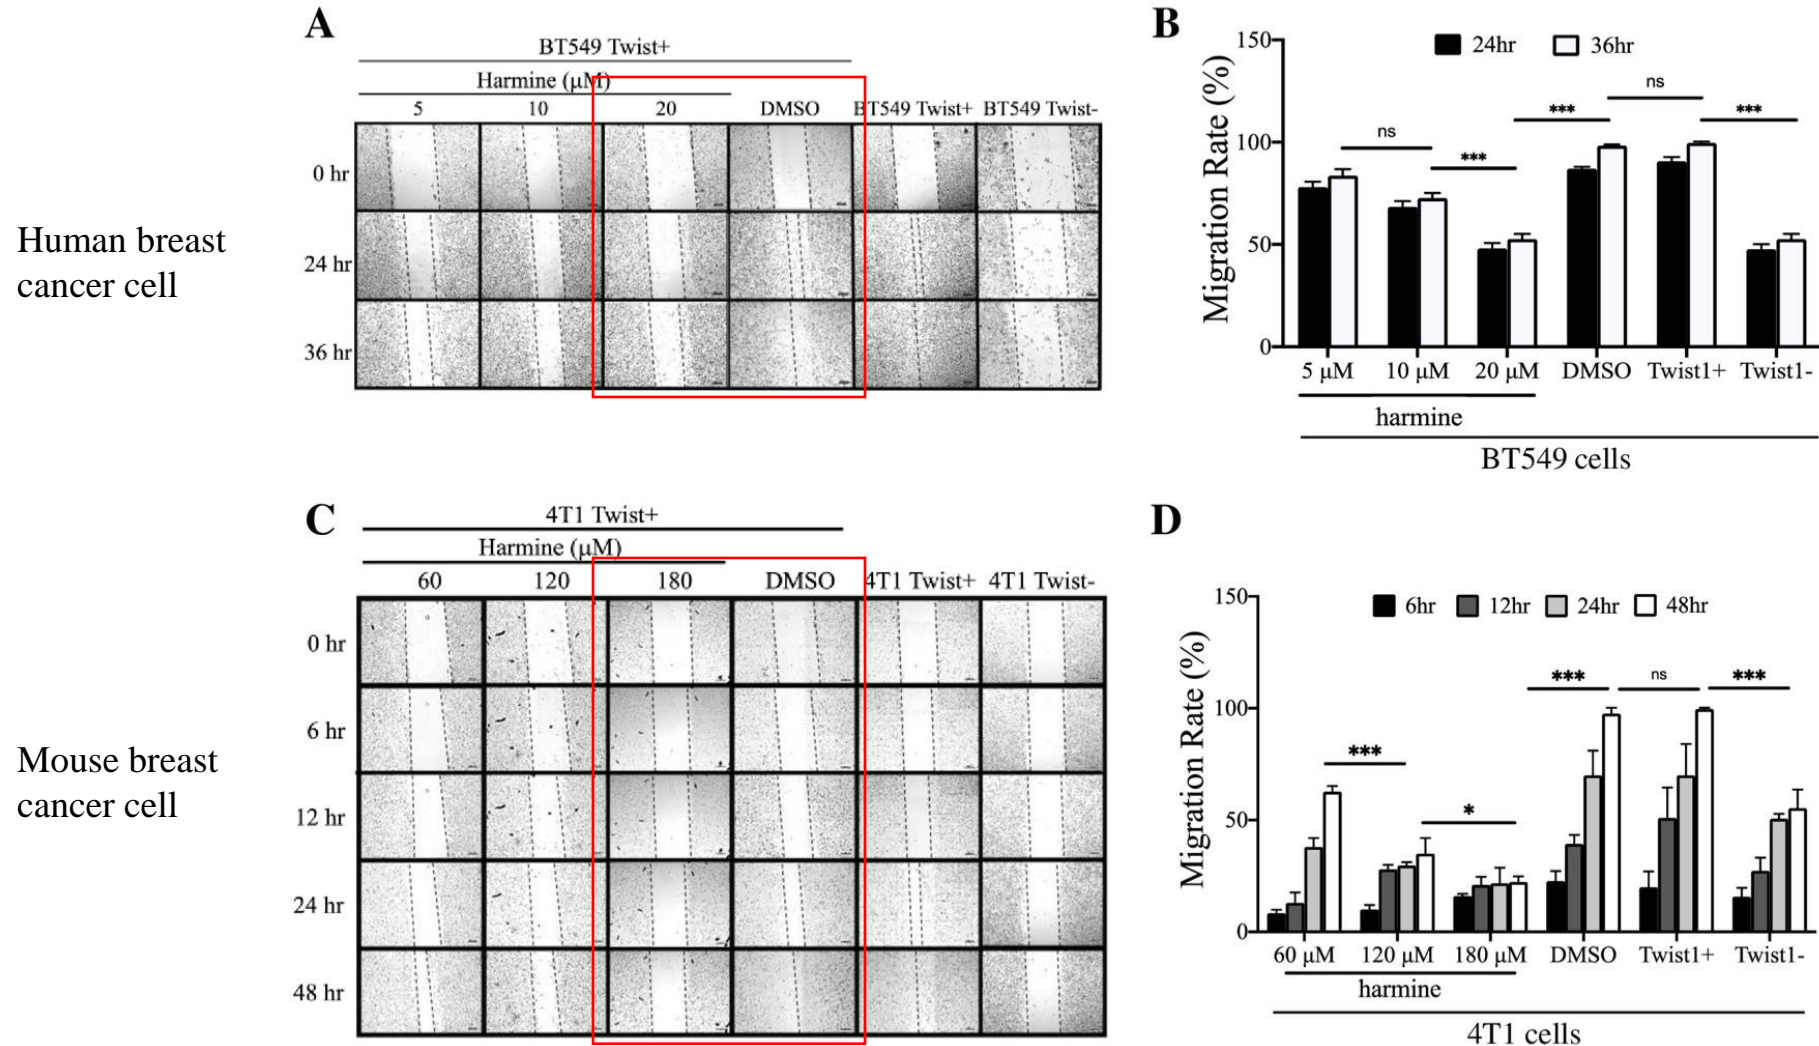 A
BT549 Twist+
Harmine (μM)
5 10 20 DMSO BT549 Twist+ BT549 Twist-
0 hr
24 hr
36 hr
Human breast
cancer cell
B
24hr 36hr
Migration Rate (%)
150
100
50
0
ns
***
***
ns
***
5 μM 10 μM 20 μM DMSO Twist1+ Twist1-
harmine
BT549 cells
C
4T1 Twist+
Harmine (μM)
60 120 180 DMSO 4T1 Twist+ 4T1 Twist-
0 hr
6 hr
12 hr
24 hr
48 hr
Mouse breast
cancer cell
D
6hr 12hr 24hr 48hr
Migration Rate (%)
150
100
50
0
***
*
***
ns
***
60 μM 120 μM 180 μM DMSO Twist1+ Twist1-
harmine
4T1 cells